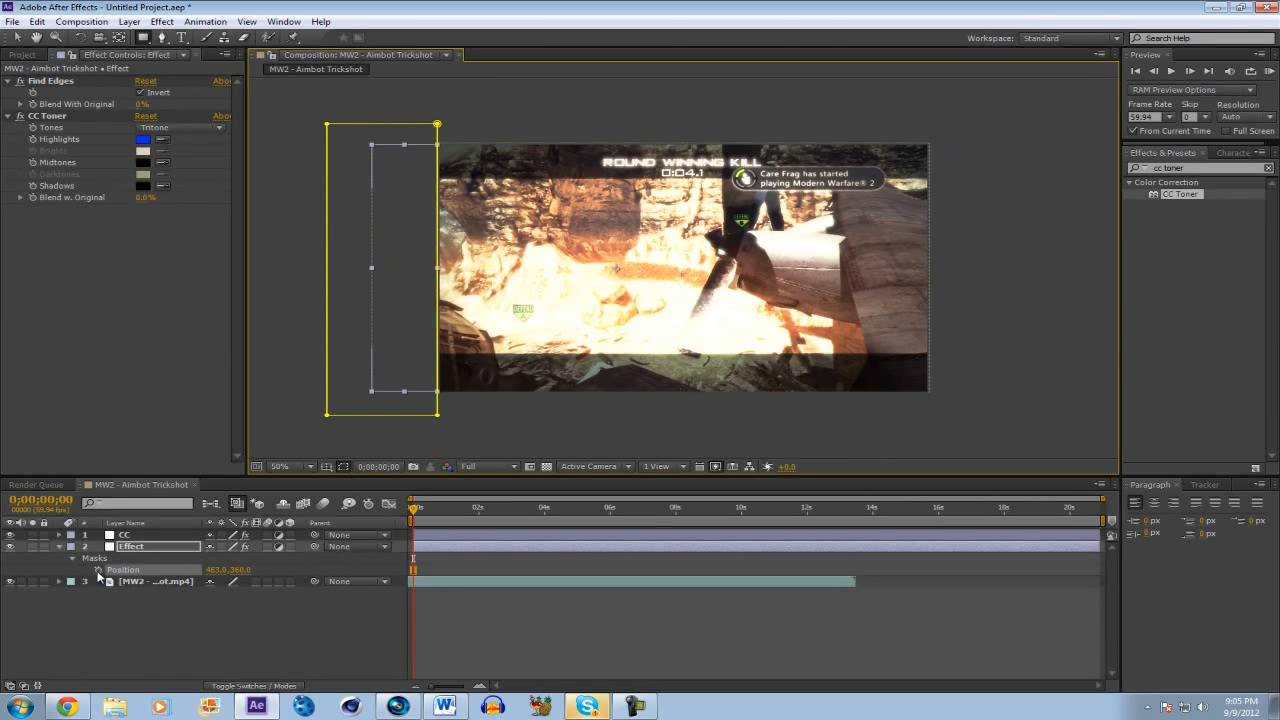 Adobe After Effects - Untitled Project.aep *
File Edit Composition Layer Effect Animation View Window Help
Workspace: Standard Search Help
Project Effect Controls: Effect
MW2 - Aimbot Trickshot • Effect
Find Edges Reset Abou
Invert
Blend With Original 0%
CC Toner Reset Abou
Tones Tritone
Highlights
Brights
Midtones
Darktones
Shadows
Blend w. Original 0.0%
Composition: MW2 - Aimbot Trickshot
MW2 - Aimbot Trickshot
ROUND WINNING KILL
0:04.1
Care Frag has started
playing Modern Warfare® 2
DEFEND
50% 0;00;00;00 Full Active Camera 1 View +0.0
Preview
RAM Preview Options
Frame Rate Skip Resolution
59.94 0 Auto
From Current Time Full Screen
Effects & Presets Characte
cc toner
Color Correction
CC Toner
Render Queue MW2 - Aimbot Trickshot
0;00;00;00
00000 (59.94 fps)
# Layer Name Parent
02s 04s 06s 08s 10s 12s 14s 16s 18s 20s
1 CC None
2 Effect None
Masks
Position 463.0,360.0
3 [MW2 - ...ot.mp4] None
Toggle Switches / Modes
Paragraph Tracker
0 px 0 px 0 px
0 px 0 px
9:05 PM
9/9/2012